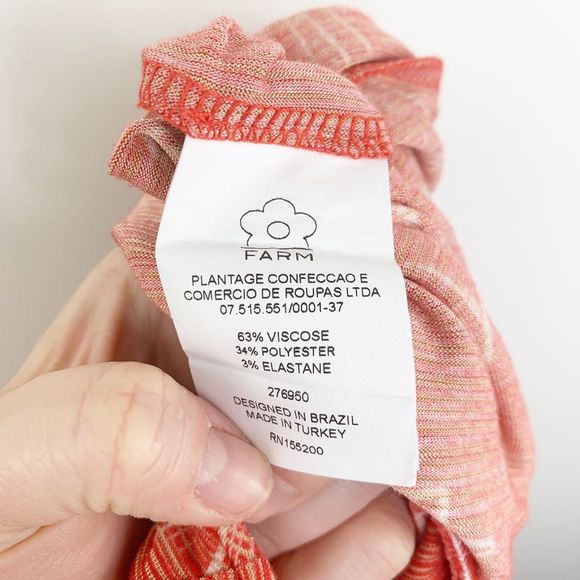 FARM
PLANTAGE CONFECCAO E
COMERCIO DE ROUPAS LTDA
07.515.551/0001-37
63% VISCOSE
34% POLYESTER
3% ELASTANE
276950
DESIGNED IN BRAZIL
MADE IN TURKEY
RN155200